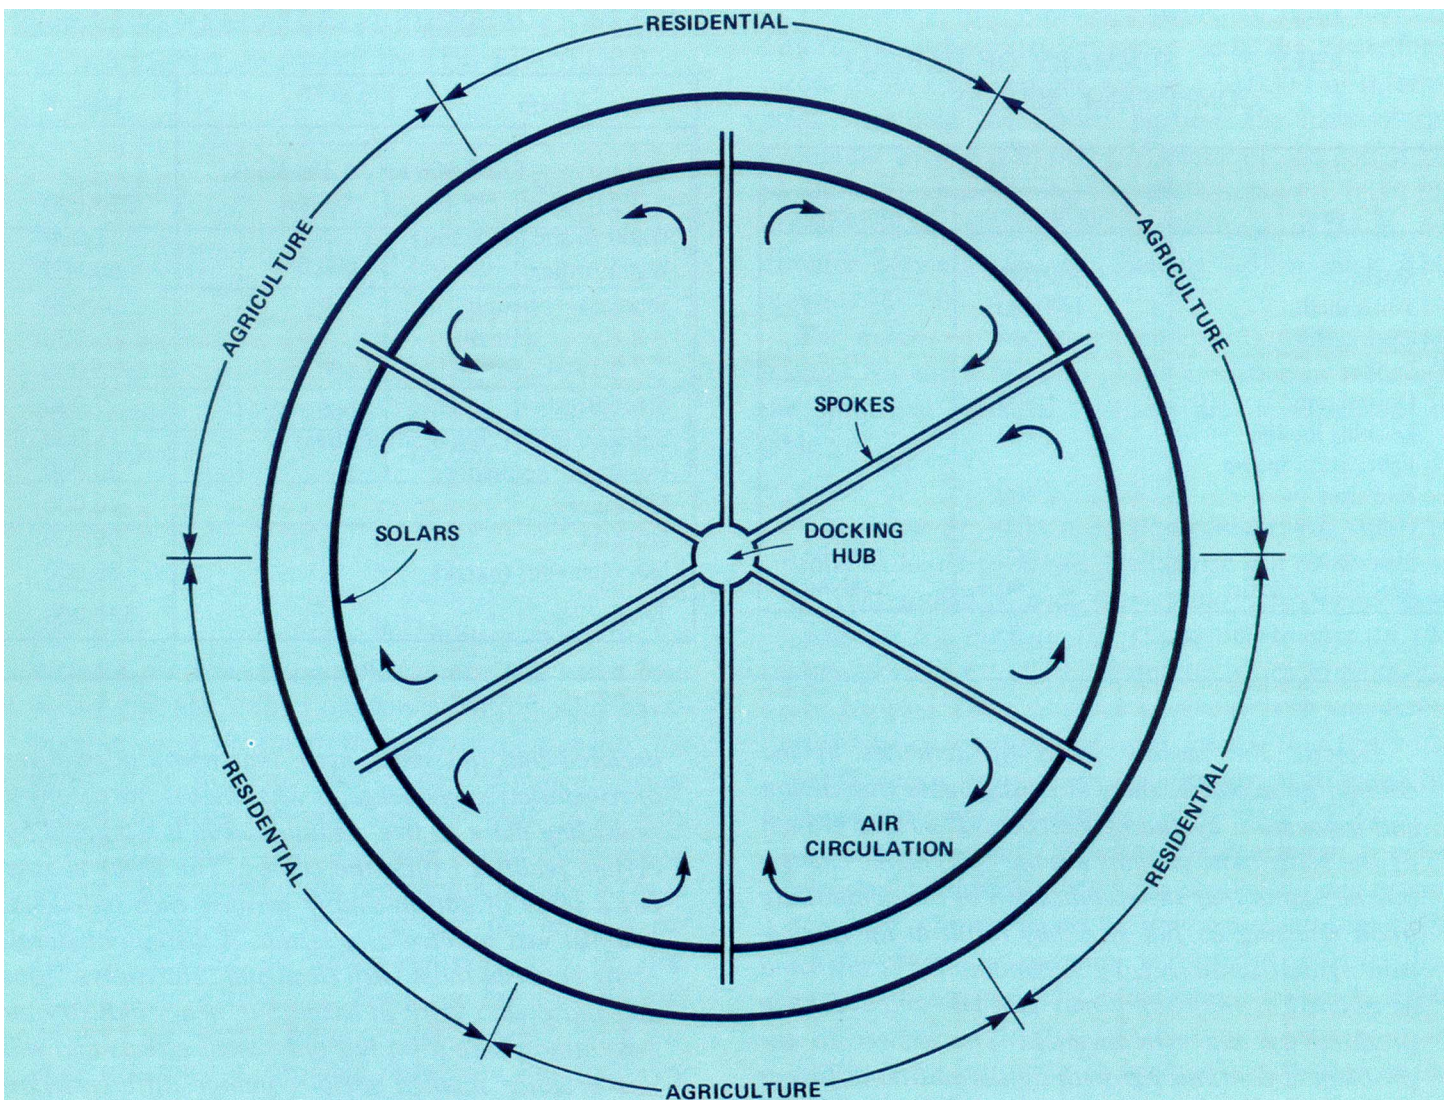 RESIDENTIAL
AGRICULTURE
AGRICULTURE
SPOKES
SOLARS
DOCKING
HUB
RESIDENTIAL
RESIDENTIAL
AIR
CIRCULATION
AGRICULTURE